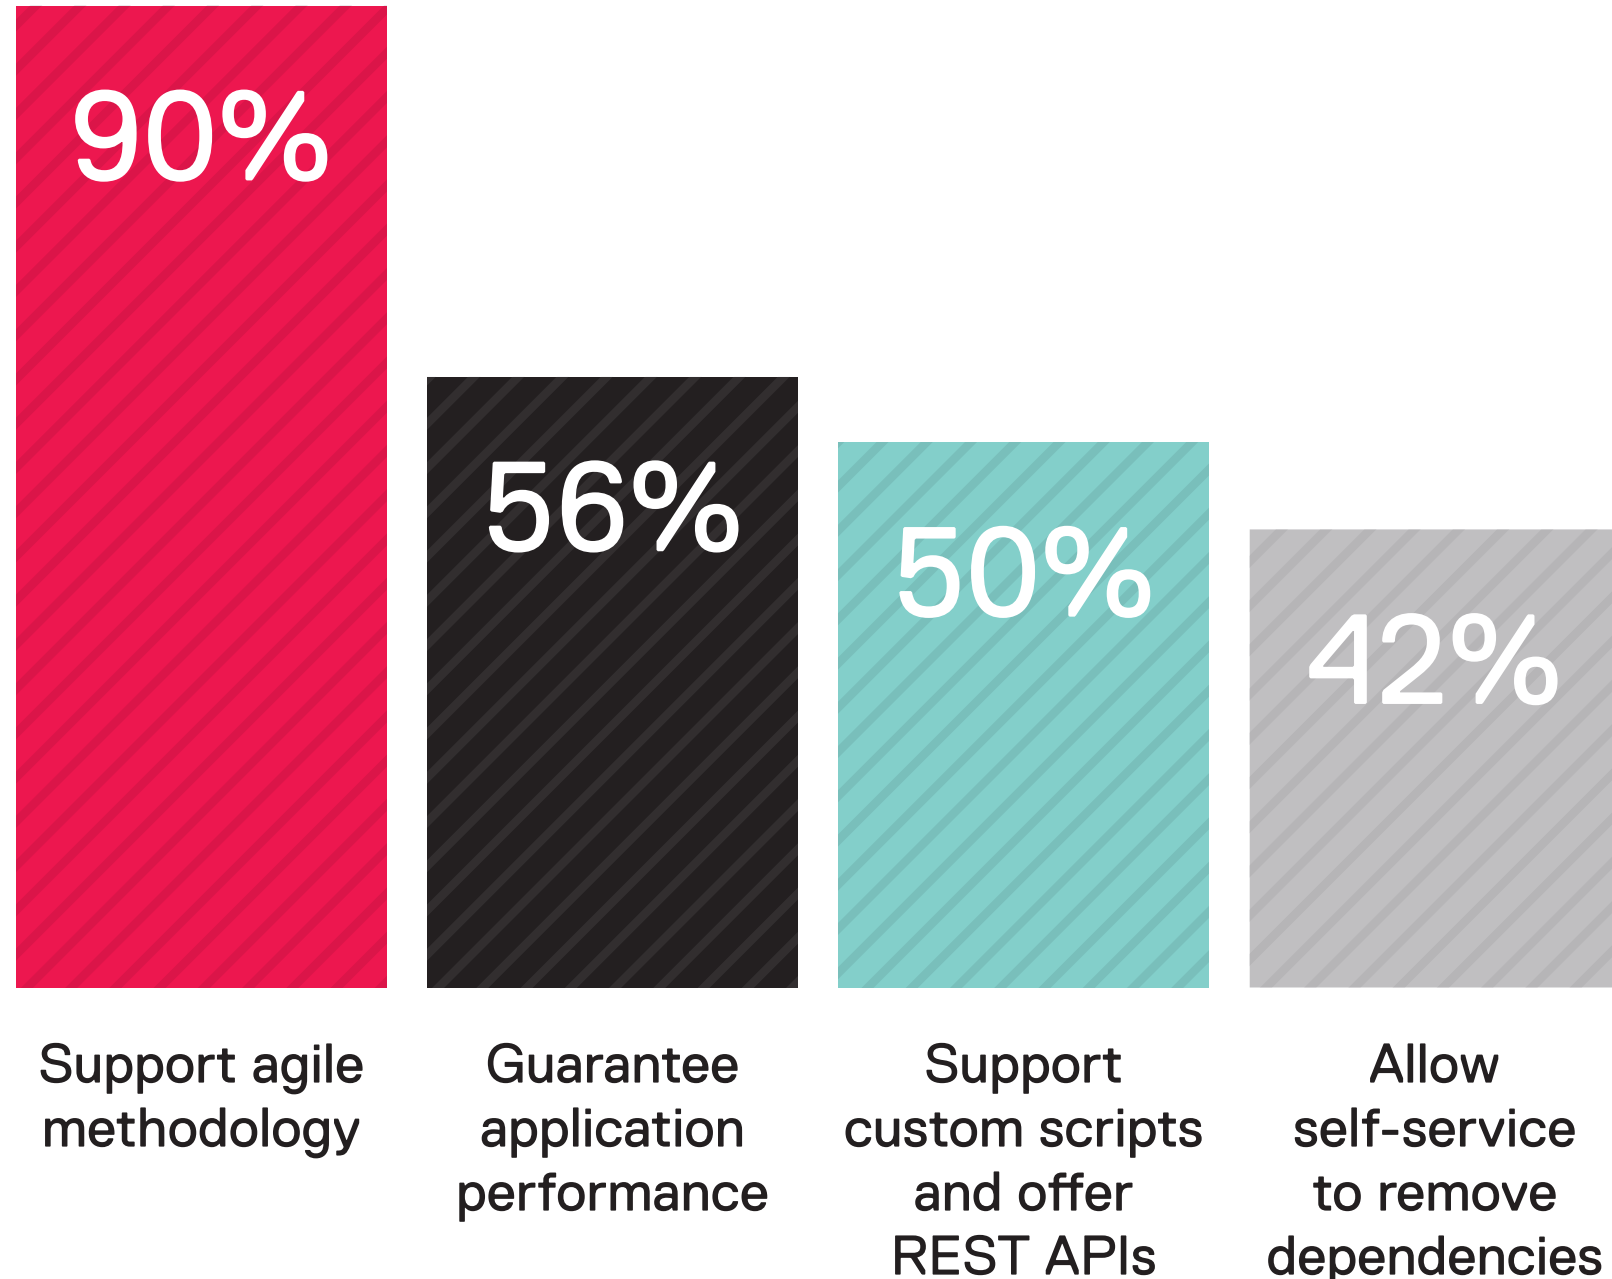 90%
56%
50%
42%
Support agile
methodology
Guarantee
application
performance
Support
custom scripts
and offer
REST APIs
Allow
self-service
to remove
dependencies